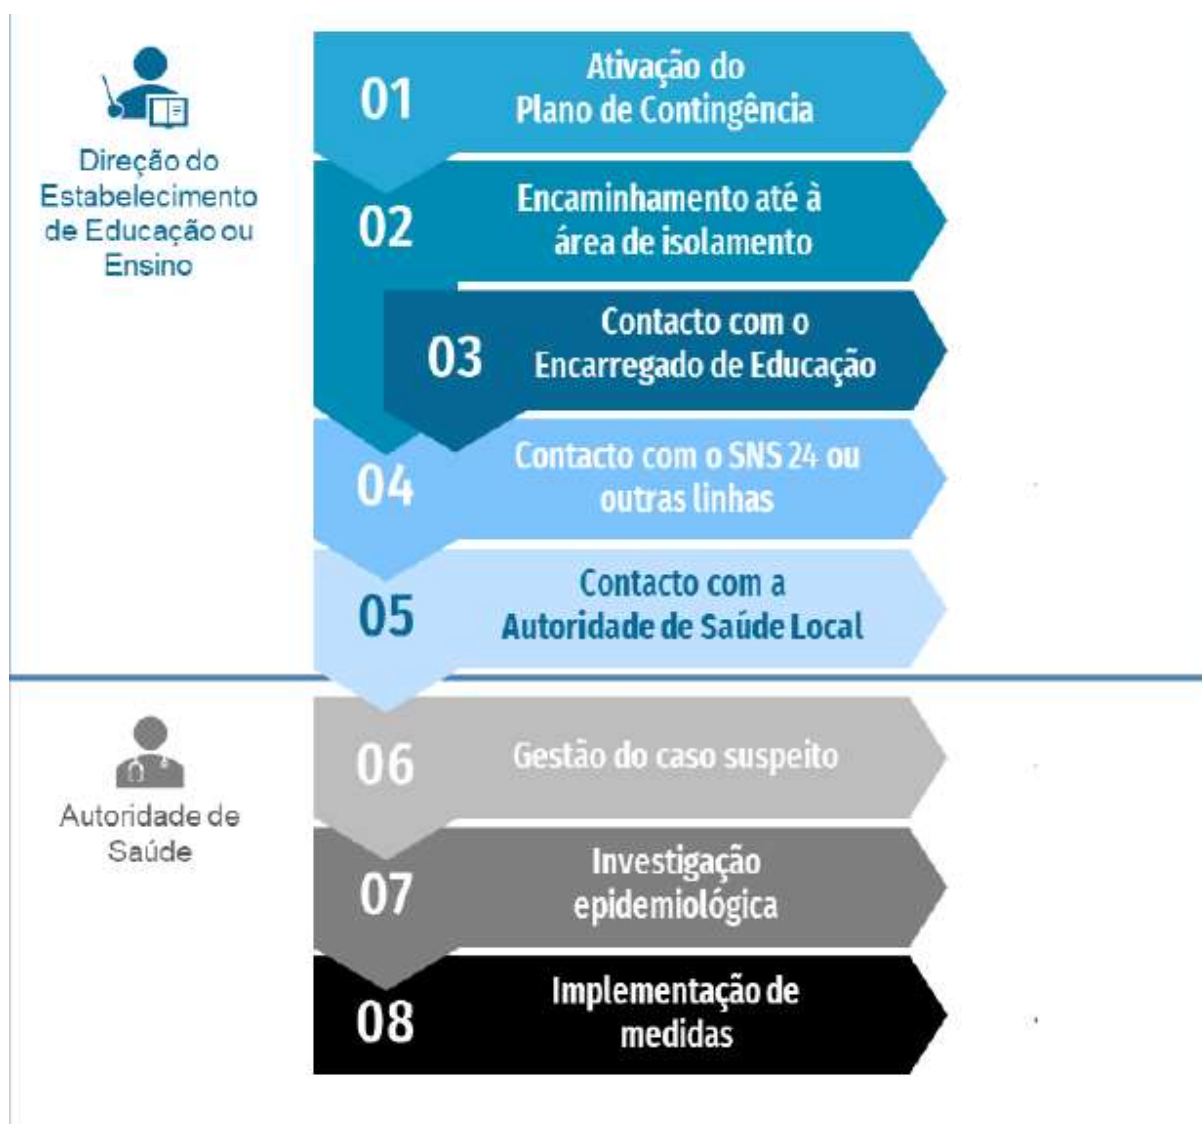 Direção do
Estabelecimento
de Educação ou
Ensino
01
Ativação do
Plano de Contingência
02
Encaminhamento até à
área de isolamento
03
Contacto com o
Encarregado de Educação
04
Contacto com o SNS 24 ou
outras linhas
05
Contacto com a
Autoridade de Saúde Local
Autoridade de
Saúde
06
Gestão do caso suspeito
07
Investigação
epidemiológica
08
Implementação de
medidas